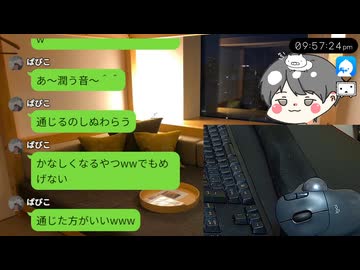 w
ぱぴこ
あ〜潤う音〜＾＾
ぱぴこ
通じるのしぬわらう
ぱぴこ
かなしくなるやつwwでもめ
げない
ぱぴこ
通じた方がいいwww
09:57:24 pm